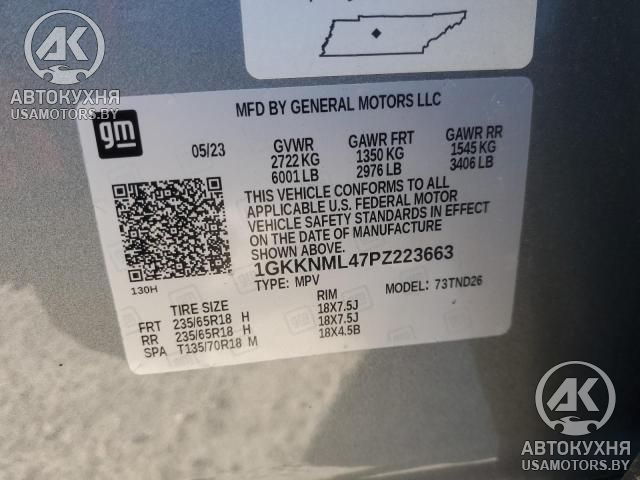 AK
АВТОКУХНЯ
USAMOTORS.BY
MFD BY GENERAL MOTORS LLC
gm
05/23
GVWR
2722 KG
6001 LB
GAWR FRT
1350 KG
2976 LB
GAWR RR
1545 KG
3406 LB
THIS VEHICLE CONFORMS TO ALL
APPLICABLE U.S. FEDERAL MOTOR
VEHICLE SAFETY STANDARDS IN EFFECT
ON THE DATE OF MANUFACTURE
SHOWN ABOVE.
1GKKNML47PZ223663
TYPE: MPV MODEL: 73TND26
130H
TIRE SIZE RIM
FRT 235/65R18 H 18X7.5J
RR 235/65R18 H 18X7.5J
SPA T135/70R18 M 18X4.5B
AK
АВТОКУХНЯ
USAMOTORS.BY